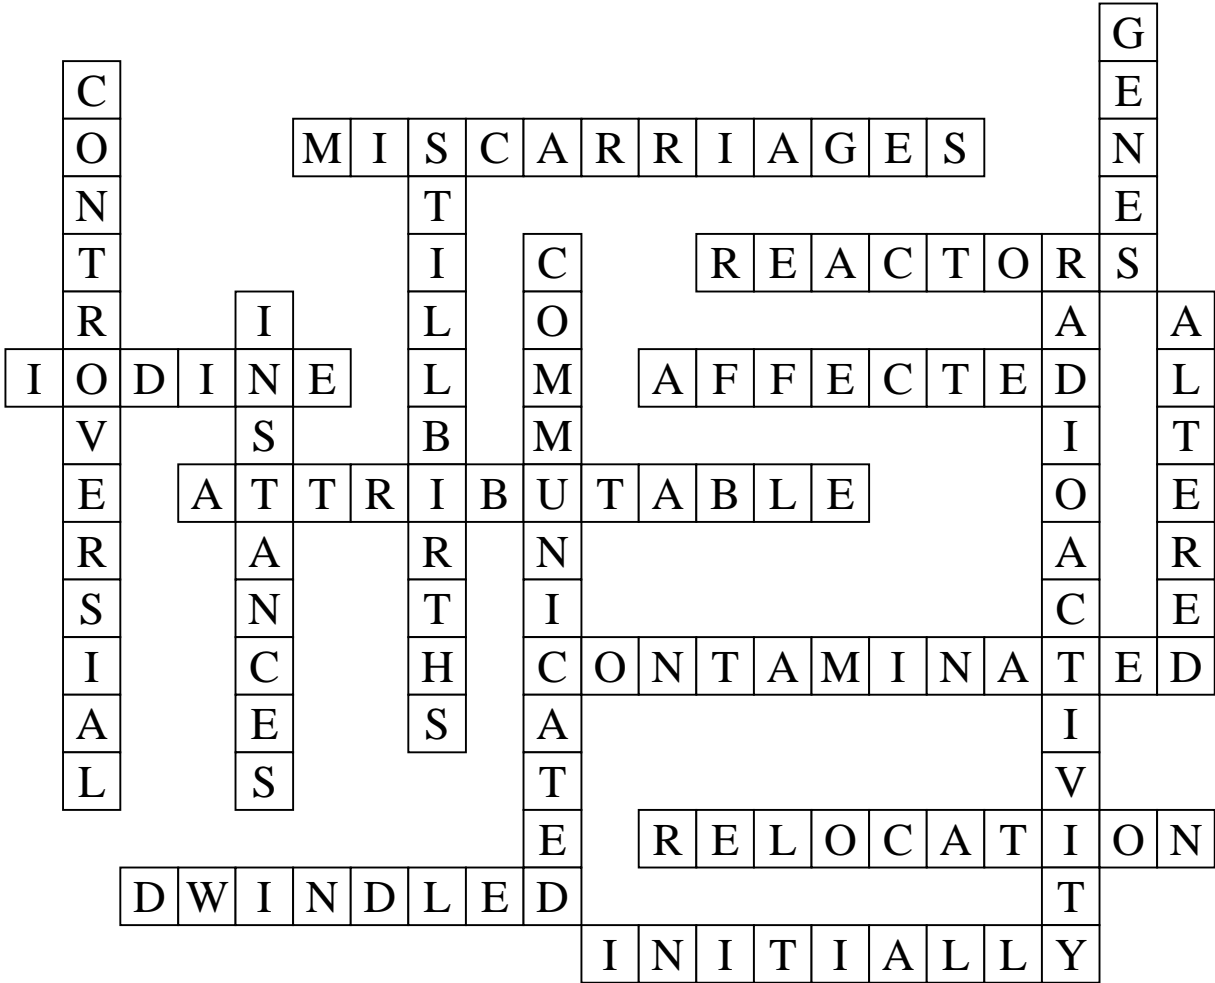 GENES
CONTROVERSIAL
MISCARRIAGES
STILLBIRTHS
COMMUNICATED
REACTORS
RADIOACTIVITY
INSTANCES
ALTERED
IODINE
AFFECTED
ATTRIBUTABLE
CONTAMINATED
RELOCATION
DWINDLED
INITIALLY